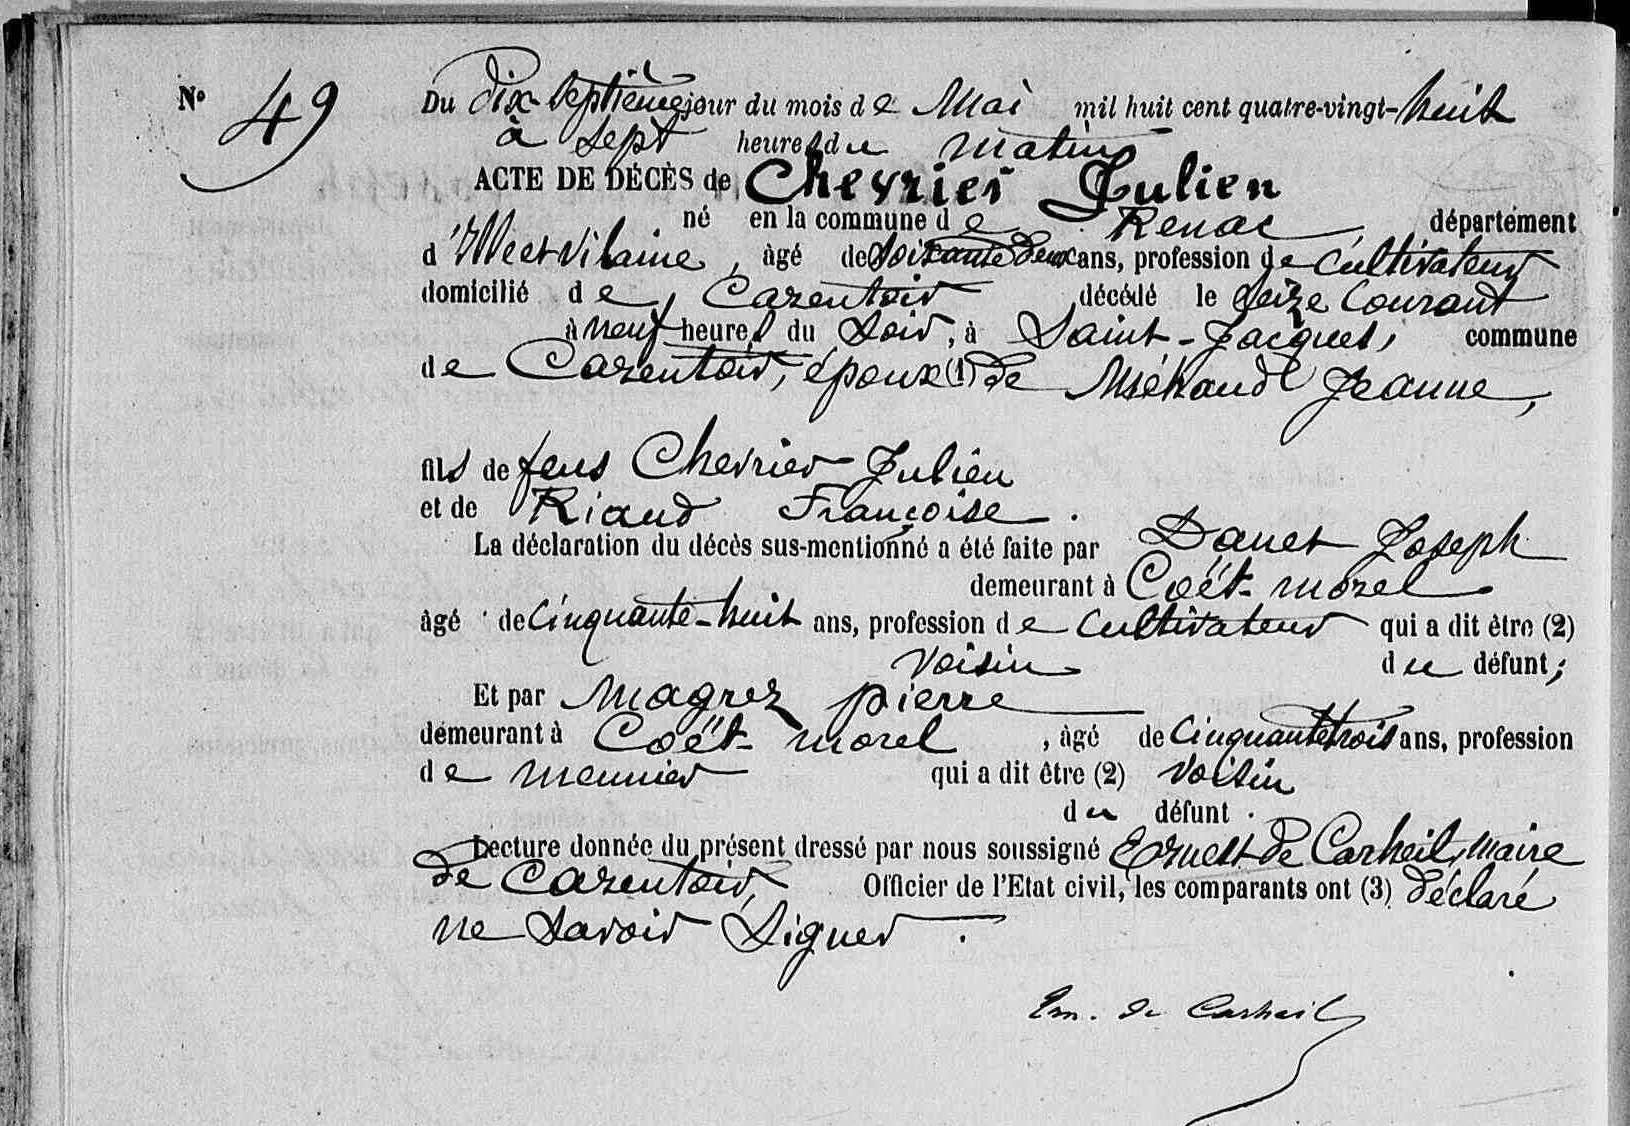 N° 49
Du dix-septième jour du mois de Mai mil huit cent quatre-vingt-huit
à sept heures du matin
ACTE DE DÉCÈS de Chevrier Julien
né en la commune de Renac, département
d'Ille et Vilaine, âgé de soixante deux ans, profession de cultivateur
domicilié de Carentoir décédé le seize courant
à neuf heures du soir, à Saint-Jacques, commune
de Carentoir, époux (1) de Méhaud Jeanne,
fils de feus Chevrier Julien
et de Riaud Françoise.
La déclaration du décès sus-mentionné a été faite par Danet Joseph
demeurant à Coët-morel
âgé de cinquante-huit ans, profession de cultivateur qui a dit être (2)
voisin du défunt;
Et par Magrez pierre
demeurant à Coët-morel, âgé de cinquante trois ans, profession
de meunier qui a dit être (2) voisin
du défunt.
Lecture donnée du présent dressé par nous soussigné Ernest de Carheil, maire
de Carentoir, Officier de l'Etat civil, les comparants ont (3) déclaré
ne savoir signer.
Ern. de Carheil